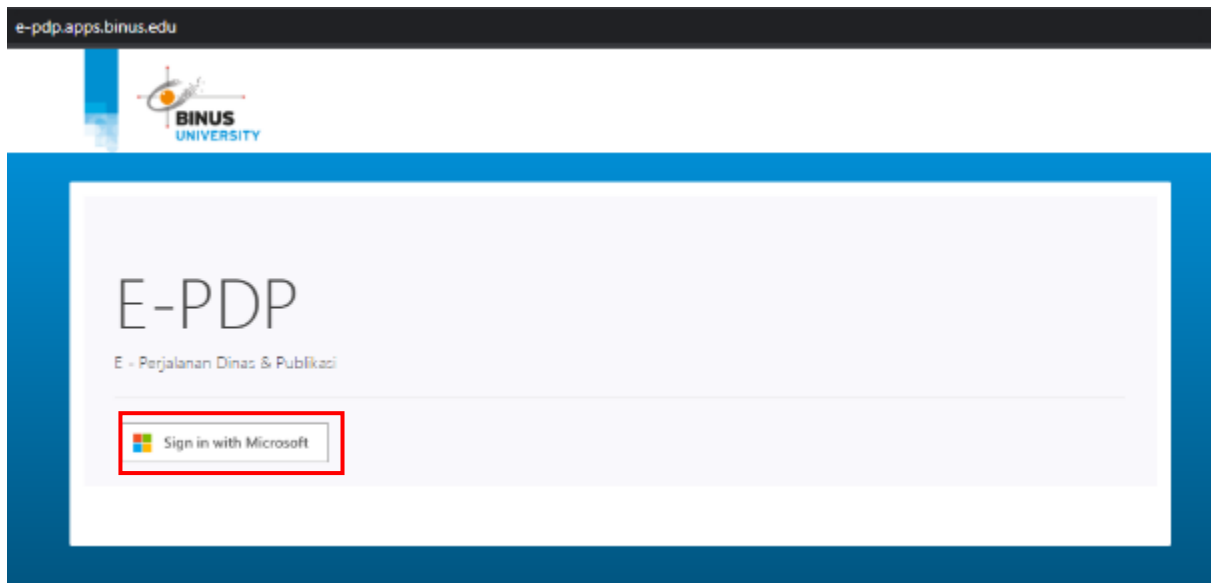 e-pdp.apps.binus.edu
BINUS
UNIVERSITY
E-PDP
E - Perjalanan Dinas & Publikasi
Sign in with Microsoft